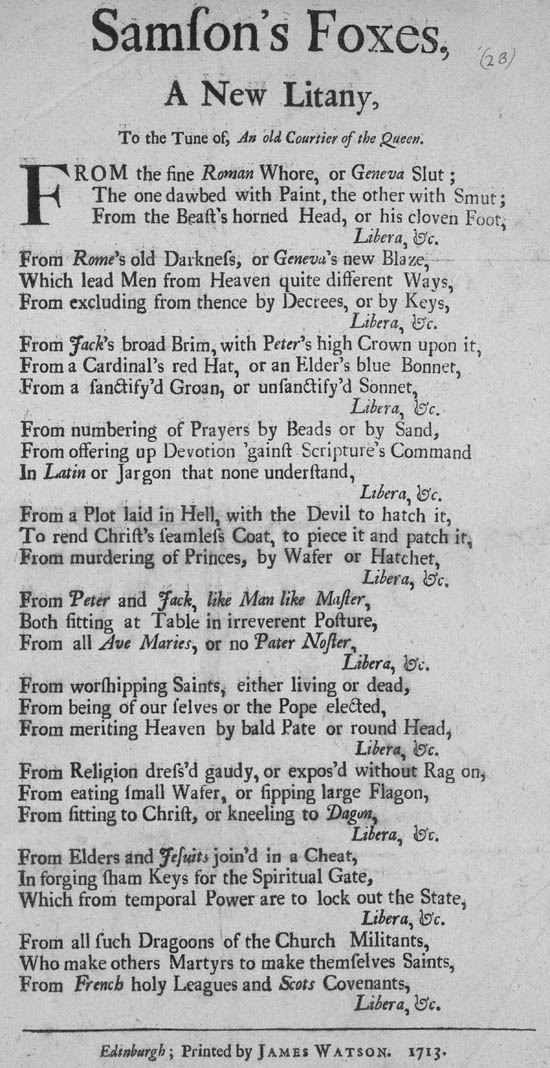 Samſon's Foxes,
(28)
A New Litany,
To the Tune of, An old Courtier of the Queen.
FROM the fine Roman Whore, or Geneva Slut ;
The one dawbed with Paint, the other with Smut ;
From the Beaſt's horned Head, or his cloven Foot,
Libera, &c.
From Rome's old Darkneſs, or Geneva's new Blaze,
Which lead Men from Heaven quite different Ways,
From excluding from thence by Decrees, or by Keys,
Libera, &c.
From Jack's broad Brim, with Peter's high Crown upon it,
From a Cardinal's red Hat, or an Elder's blue Bonnet,
From a ſanctify'd Groan, or unſanctify'd Sonnet,
Libera, &c.
From numbering of Prayers by Beads or by Sand,
From offering up Devotion 'gainſt Scripture's Command
In Latin or Jargon that none underſtand,
Libera, &c.
From a Plot laid in Hell, with the Devil to hatch it,
To rend Chriſt's ſeamleſs Coat, to piece it and patch it,
From murdering of Princes, by Wafer or Hatchet,
Libera, &c.
From Peter and Jack, like Man like Maſter,
Both ſitting at Table in irreverent Poſture,
From all Ave Maries, or no Pater Noſter,
Libera, &c.
From worſhipping Saints, either living or dead,
From being of our ſelves or the Pope elected,
From meriting Heaven by bald Pate or round Head,
Libera, &c.
From Religion dreſs'd gaudy, or expos'd without Rag on,
From eating ſmall Wafer, or ſipping large Flagon,
From ſitting to Chriſt, or kneeling to Dagon,
Libera, &c.
From Elders and Jeſuits join'd in a Cheat,
In forging ſham Keys for the Spiritual Gate,
Which from temporal Power are to lock out the State,
Libera, &c.
From all ſuch Dragoons of the Church Militants,
Who make others Martyrs to make themſelves Saints,
From French holy Leagues and Scots Covenants,
Libera, &c.
Edinburgh ; Printed by JAMES WATSON. 1713.